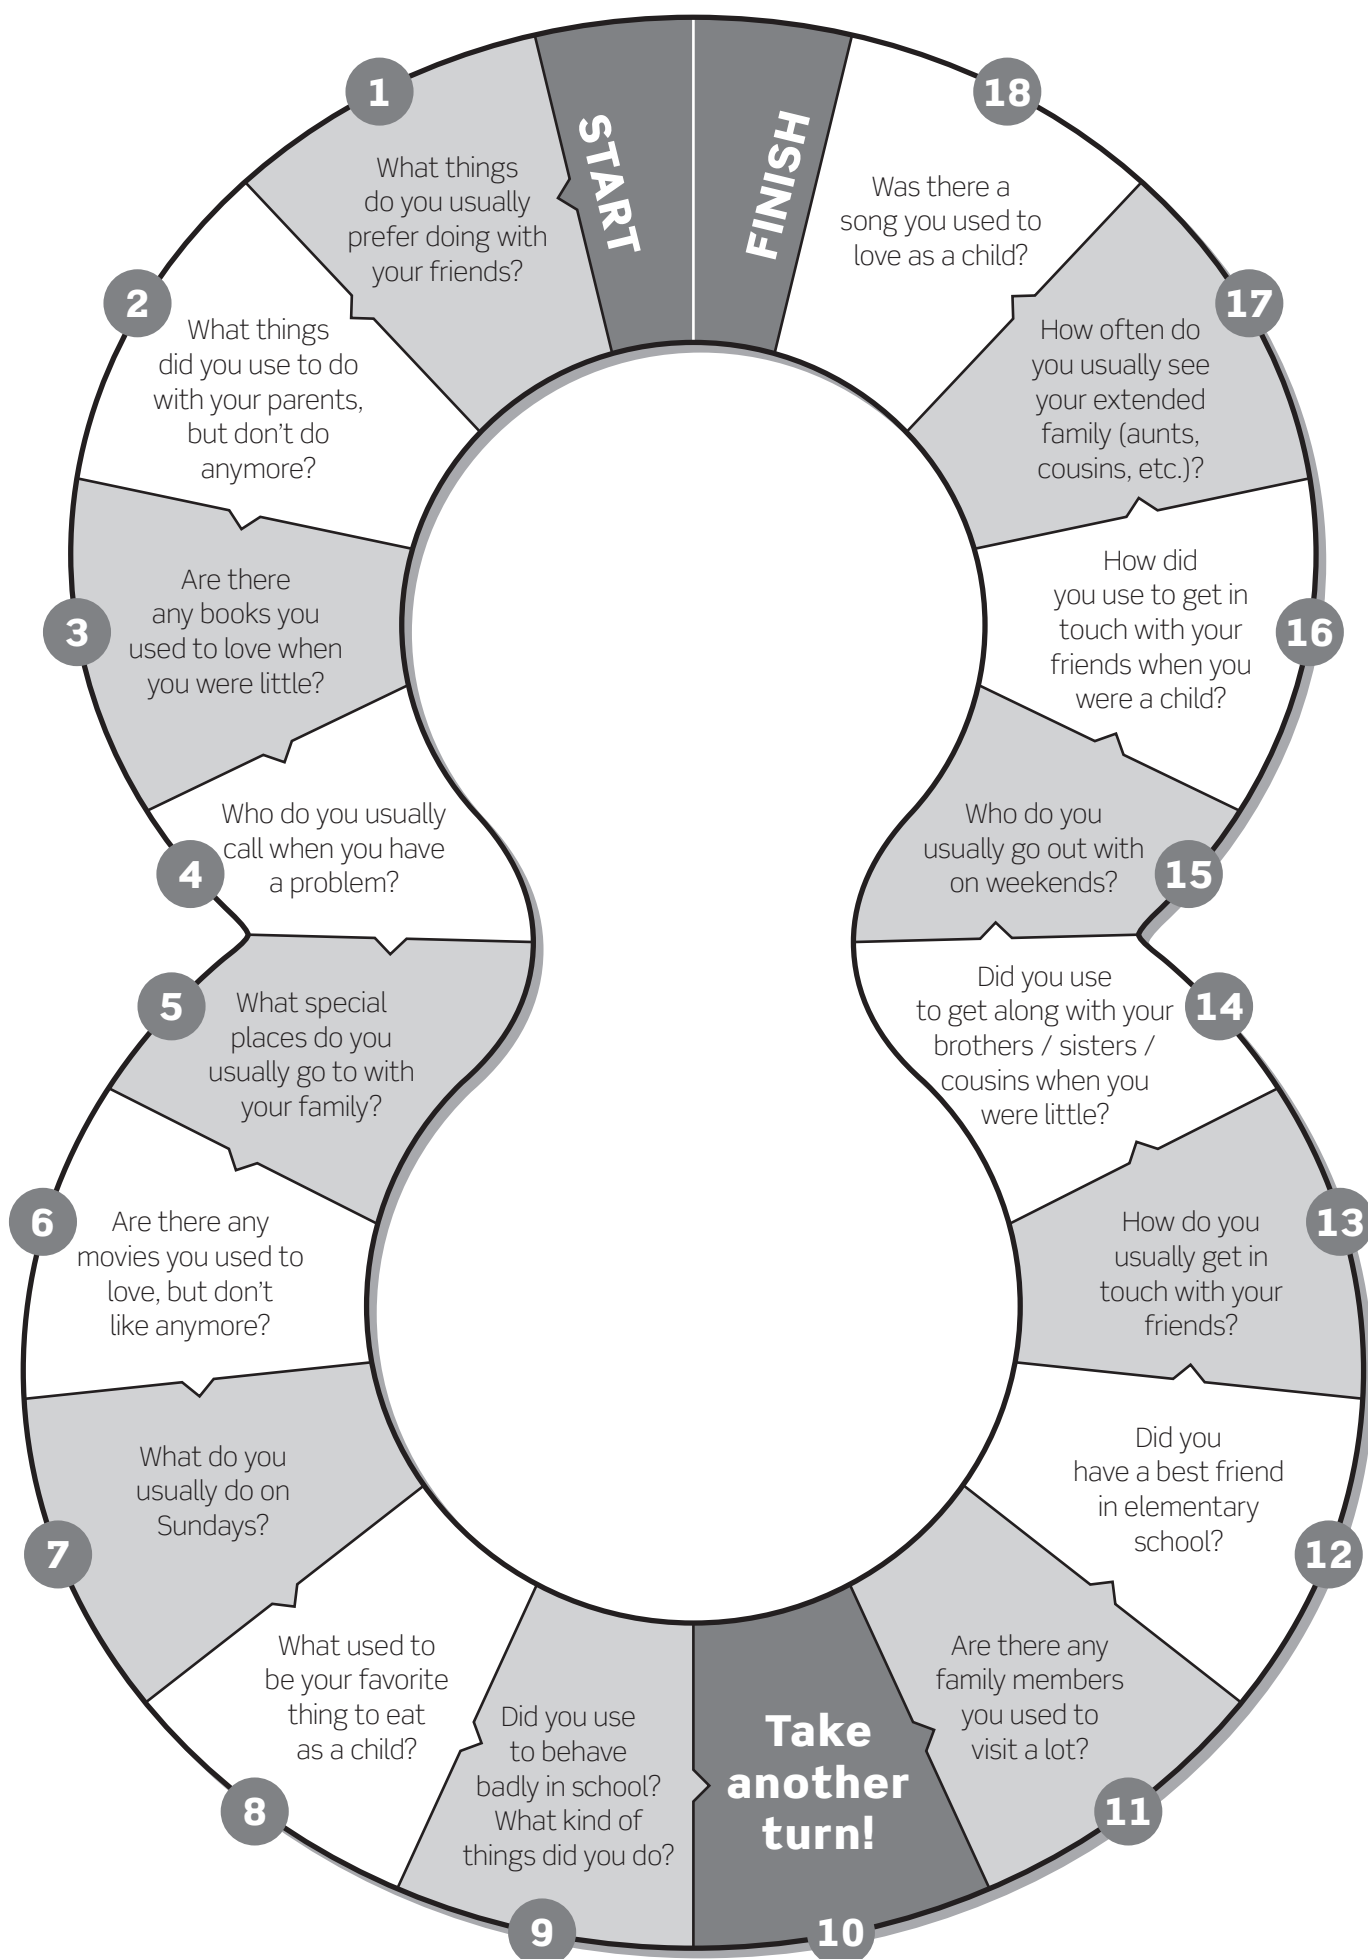 START
1
What things
do you usually
prefer doing with
your friends?
2
What things
did you use to do
with your parents,
but don't do
anymore?
3
Are there
any books you
used to love when
you were little?
4
Who do you usually
call when you have
a problem?
5
What special
places do you
usually go to with
your family?
6
Are there any
movies you used to
love, but don't
like anymore?
7
What do you
usually do on
Sundays?
8
What used to
be your favorite
thing to eat
as a child?
9
Did you use
to behave
badly in school?
What kind of
things did you do?
10
Take
another
turn!
11
Are there any
family members
you used to
visit a lot?
12
Did you
have a best friend
in elementary
school?
13
How do you
usually get in
touch with your
friends?
14
Did you use
to get along with your
brothers / sisters /
cousins when you
were little?
15
Who do you
usually go out with
on weekends?
16
How did
you use to get in
touch with your
friends when you
were a child?
17
How often do
you usually see
your extended
family (aunts,
cousins, etc.)?
18
Was there a
song you used to
love as a child?
FINISH